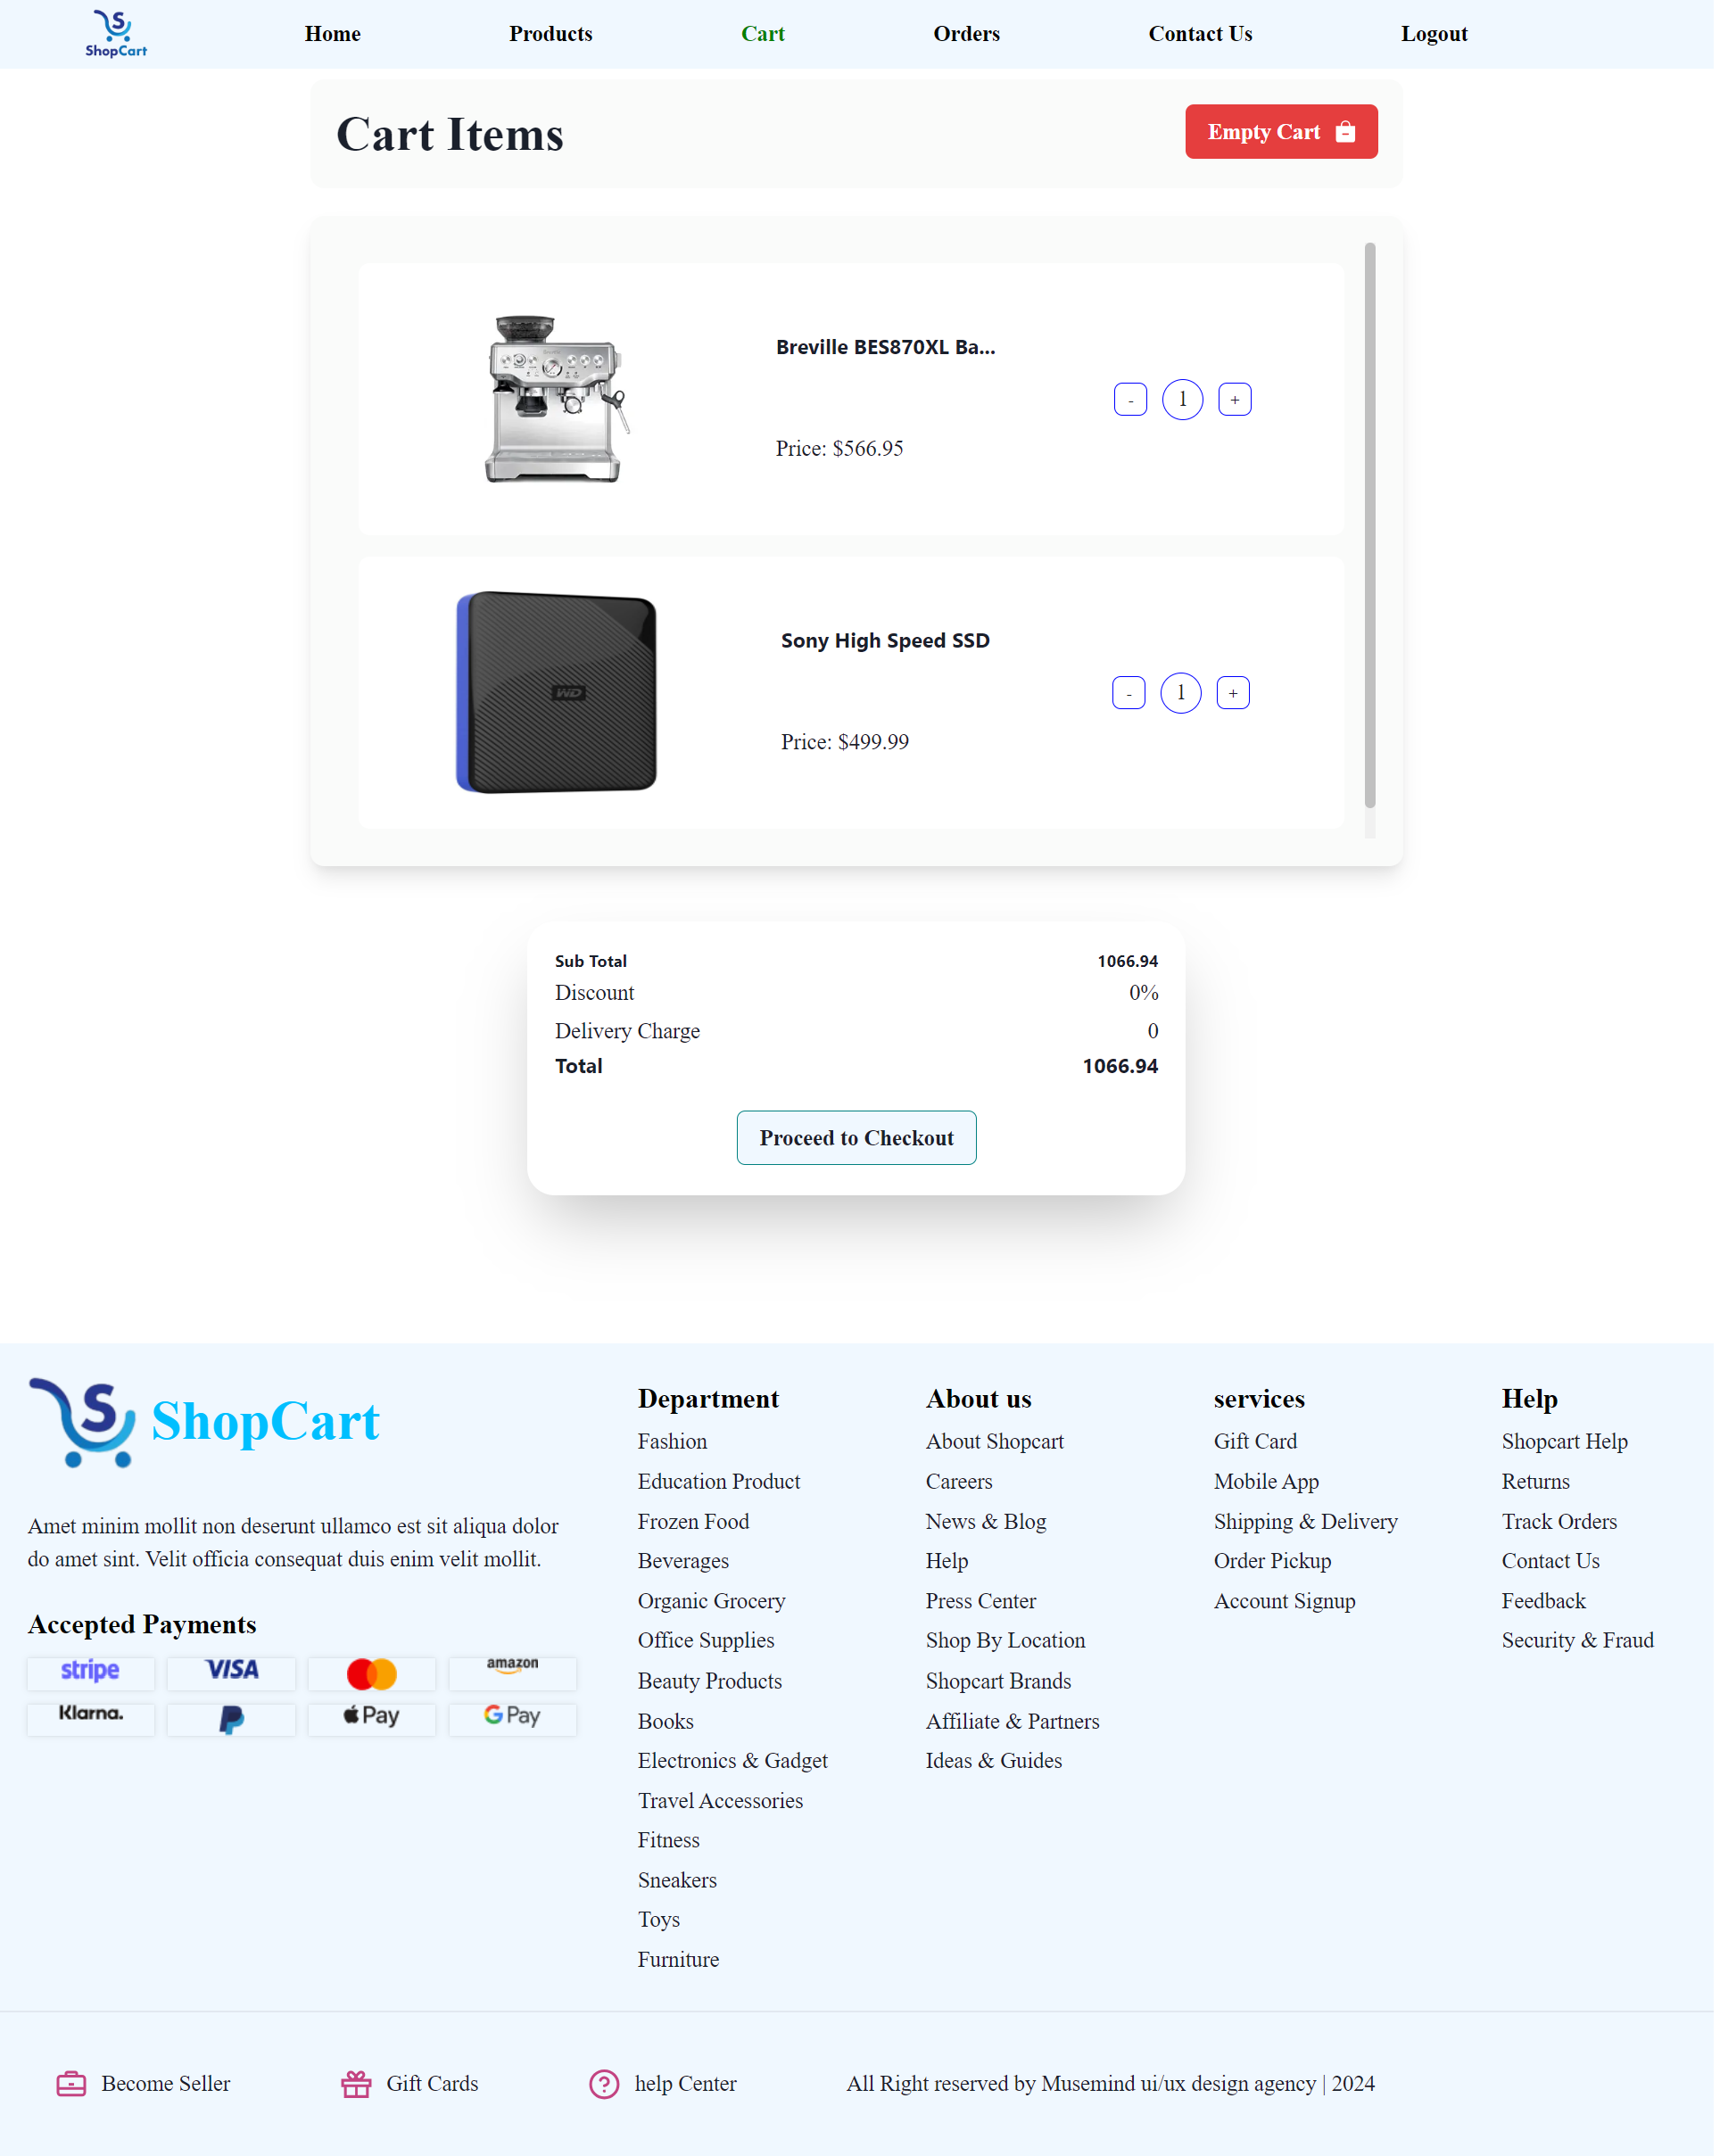 S
ShopCart
Home
Products
Cart
Orders
Contact Us
Logout
Cart Items
Empty Cart
Breville BES870XL Ba...
Price: $566.95
-
1
+
WD
Sony High Speed SSD
Price: $499.99
-
1
+
Sub Total 1066.94
Discount 0%
Delivery Charge 0
Total 1066.94
Proceed to Checkout
S
ShopCart
Amet minim mollit non deserunt ullamco est sit aliqua dolor
do amet sint. Velit officia consequat duis enim velit mollit.
Accepted Payments
stripe
VISA
amazon
Klarna.
P
Pay
G Pay
Department
Fashion
Education Product
Frozen Food
Beverages
Organic Grocery
Office Supplies
Beauty Products
Books
Electronics & Gadget
Travel Accessories
Fitness
Sneakers
Toys
Furniture
About us
About Shopcart
Careers
News & Blog
Help
Press Center
Shop By Location
Shopcart Brands
Affiliate & Partners
Ideas & Guides
services
Gift Card
Mobile App
Shipping & Delivery
Order Pickup
Account Signup
Help
Shopcart Help
Returns
Track Orders
Contact Us
Feedback
Security & Fraud
Become Seller
Gift Cards
help Center
All Right reserved by Musemind ui/ux design agency | 2024